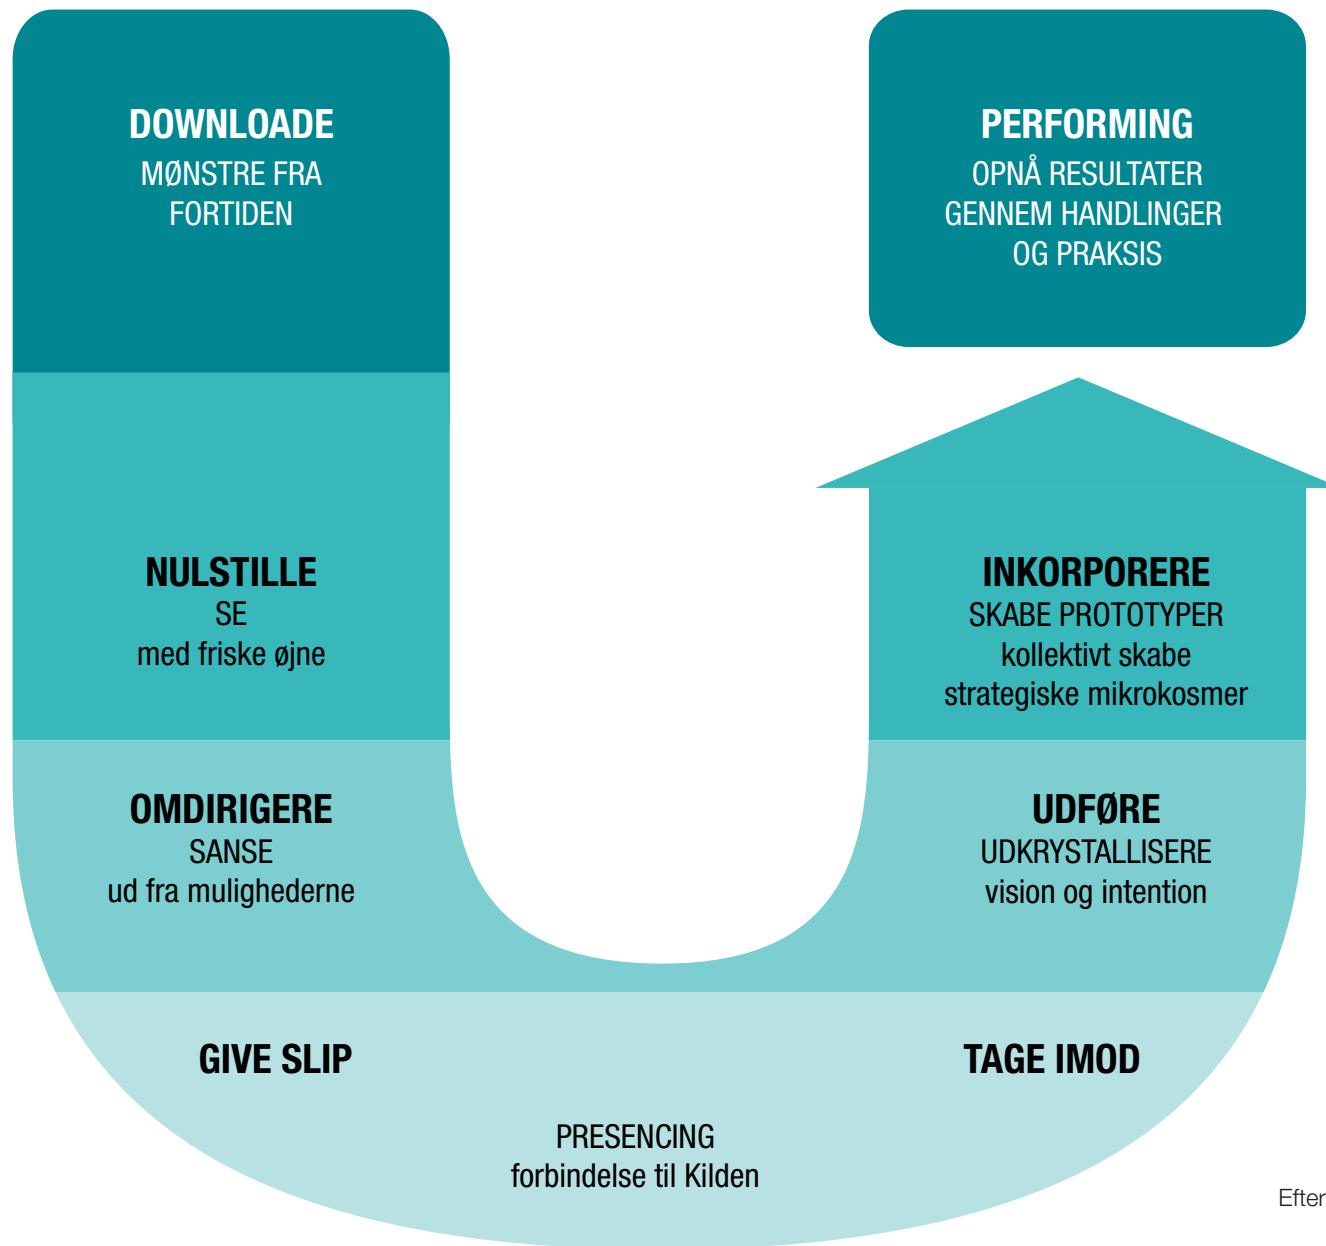 DOWNLOADE
MØNSTRE FRA
FORTIDEN
NULSTILLE
SE
med friske øjne
OMDIRIGERE
SANSE
ud fra mulighederne
GIVE SLIP
PRESENCING
forbindelse til Kilden
TAGE IMOD
UDFØRE
UDKRYSTALLISERE
vision og intention
INKORPORERE
SKABE PROTOTYPER
kollektivt skabe
strategiske mikrokosmer
PERFORMING
OPNÅ RESULTATER
GENNEM HANDLINGER
OG PRAKSIS
Efter